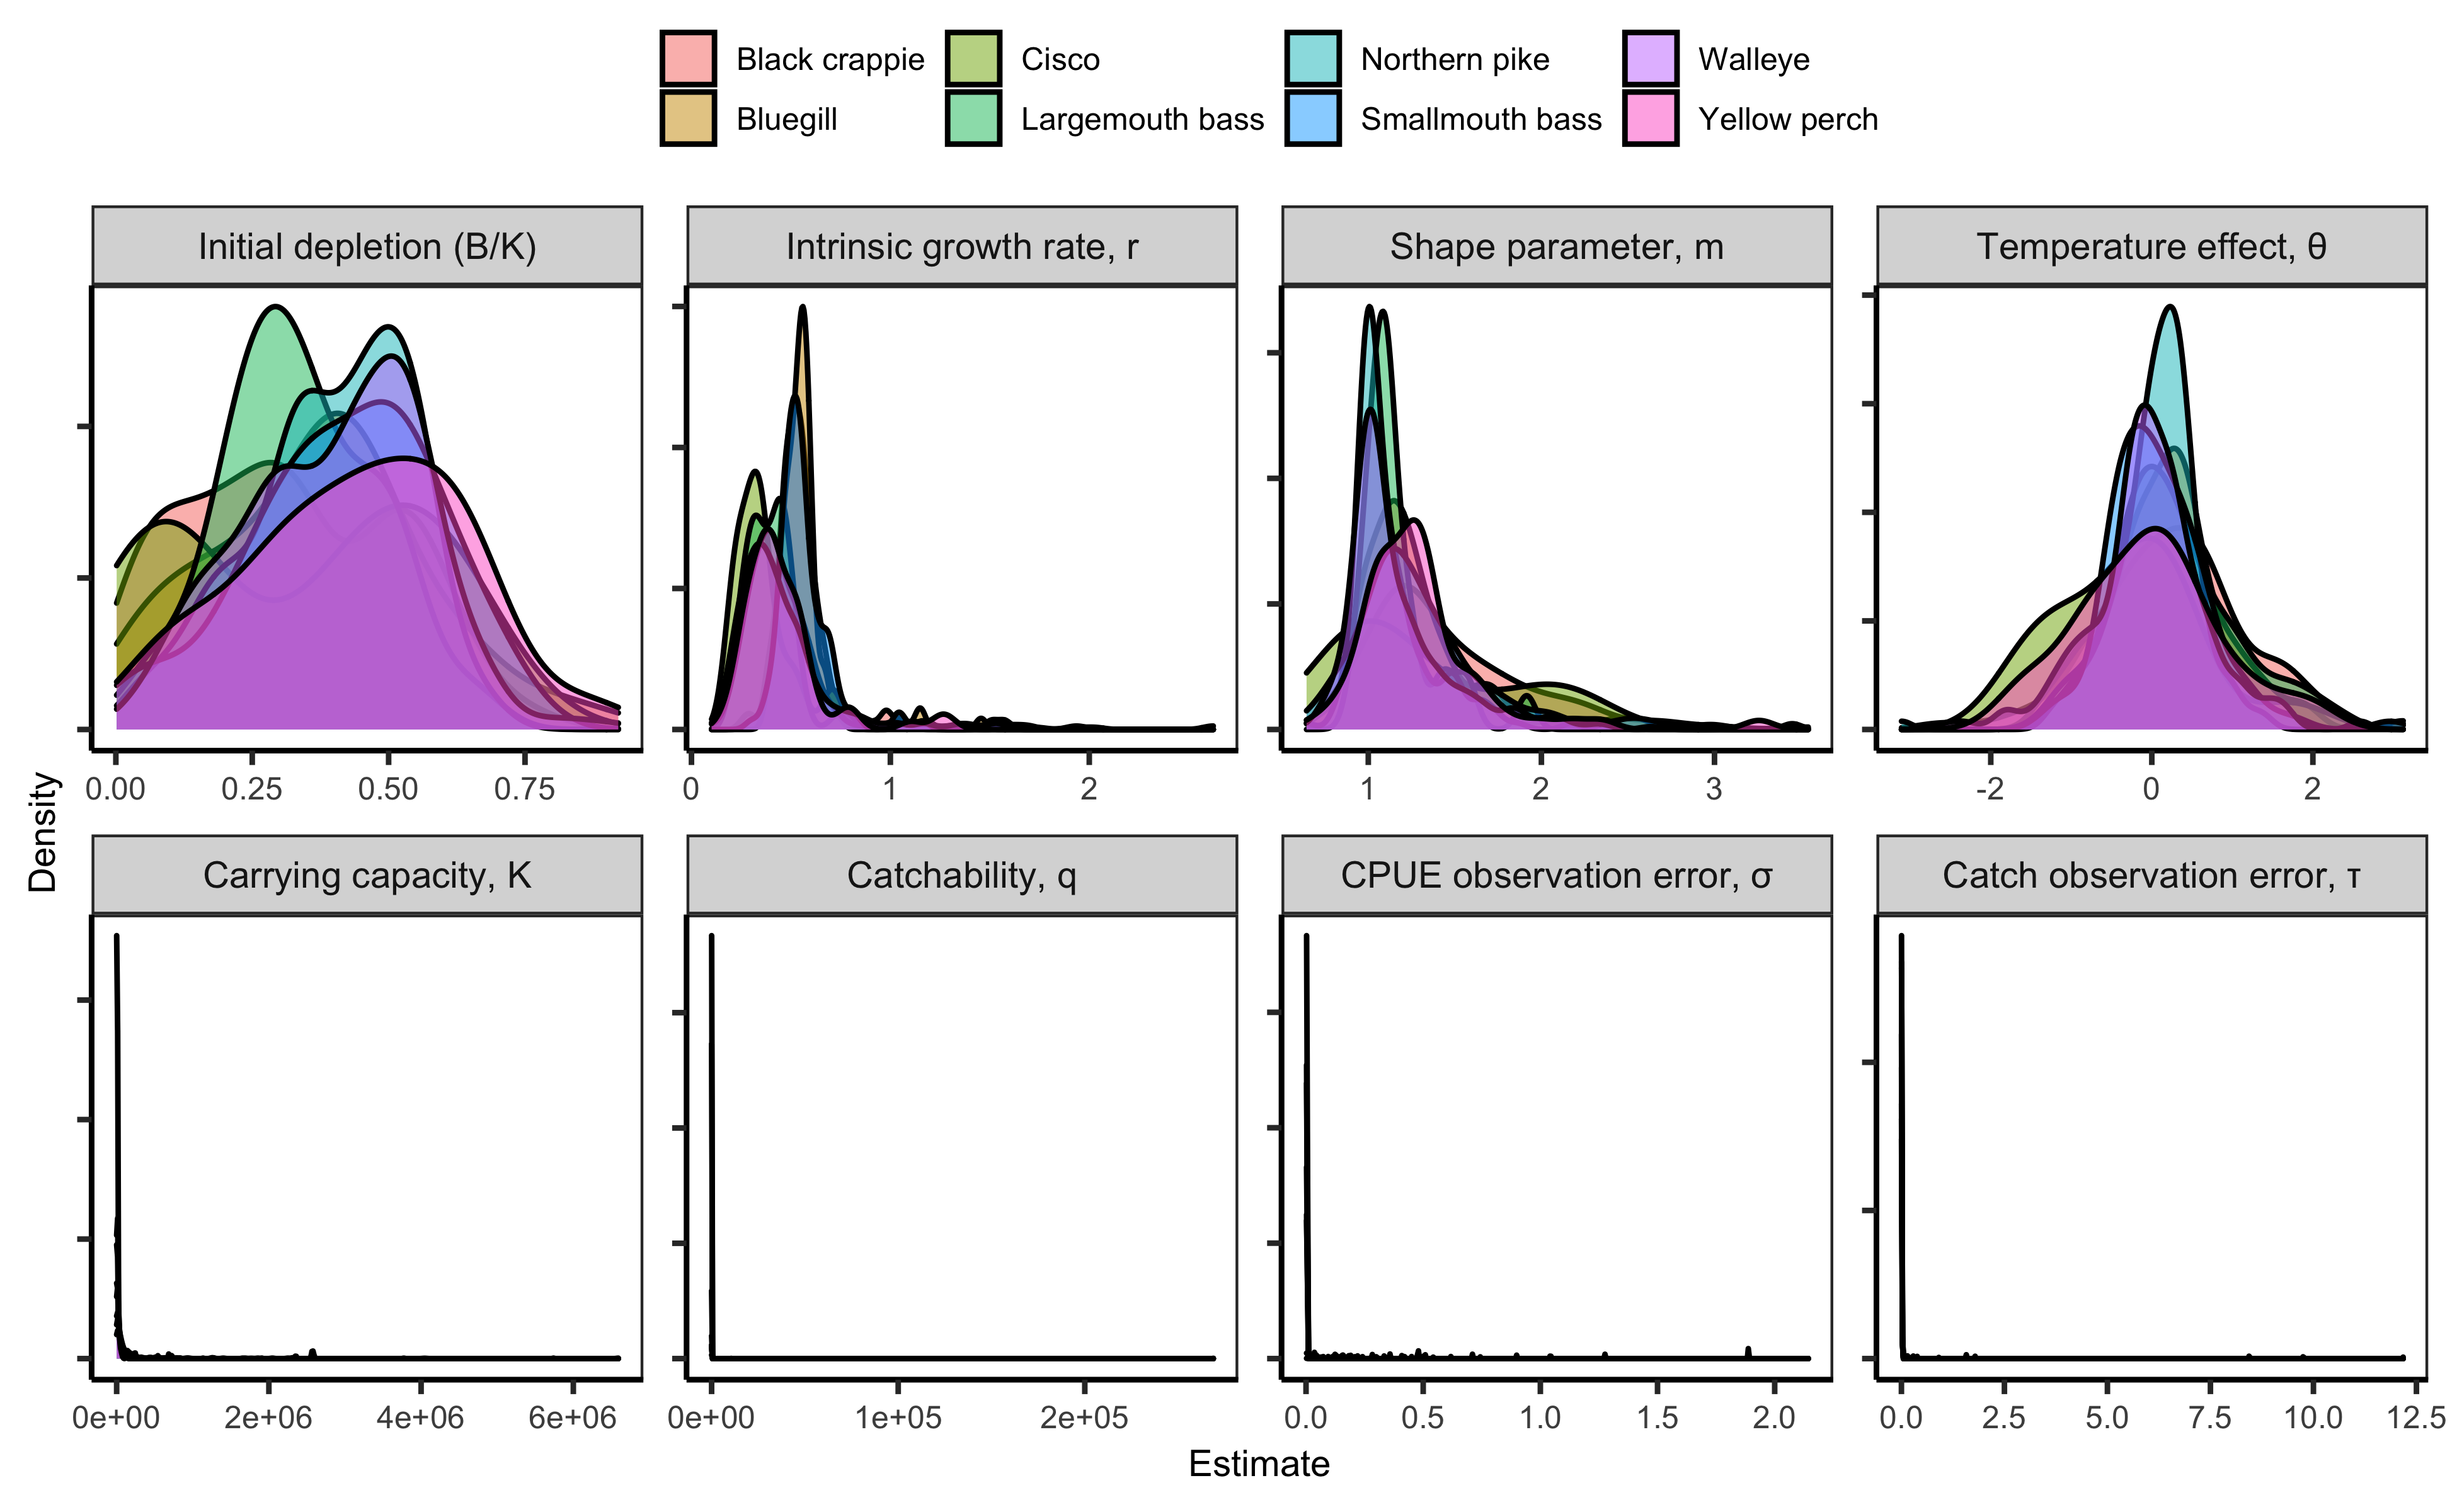 Black crappie
Cisco
Northern pike
Walleye
Bluegill
Largemouth bass
Smallmouth bass
Yellow perch
Initial depletion (B/K)
Intrinsic growth rate, r
Shape parameter, m
Temperature effect, θ
0.00 0.25 0.50 0.75
0 1 2
1 2 3
-2 0 2
Density
Carrying capacity, K
Catchability, q
CPUE observation error, σ
Catch observation error, τ
0e+00 2e+06 4e+06 6e+06
0e+00 1e+05 2e+05
0.0 0.5 1.0 1.5 2.0
0.0 2.5 5.0 7.5 10.0 12.5
Estimate